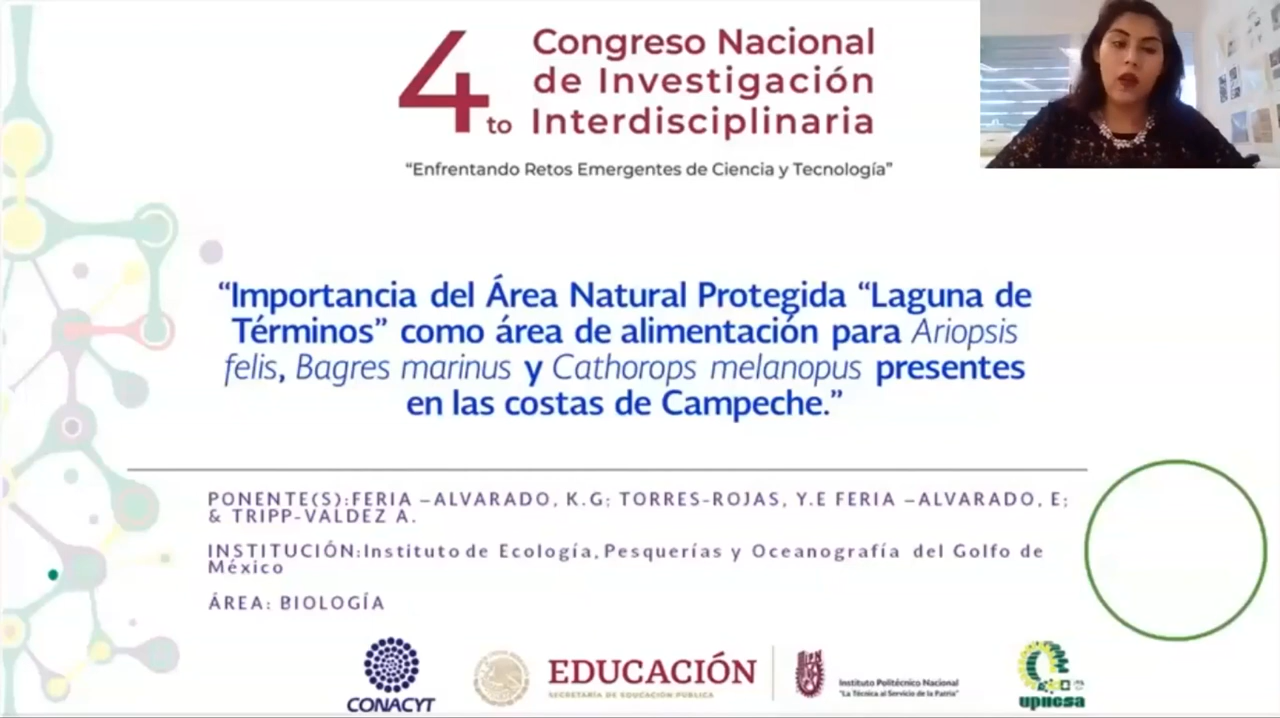 4to
Congreso Nacional
de Investigación
Interdisciplinaria
“Enfrentando Retos Emergentes de Ciencia y Tecnología”
“Importancia del Área Natural Protegida “Laguna de
Términos” como área de alimentación para Ariopsis
felis, Bagres marinus y Cathorops melanopus presentes
en las costas de Campeche.”
PONENTE(S):FERIA –ALVARADO, K.G; TORRES-ROJAS, Y.E FERIA –ALVARADO, E;
& TRIPP-VALDEZ A.
INSTITUCIÓN:Instituto de Ecología, Pesquerías y Oceanografía del Golfo de
México
ÁREA: BIOLOGÍA
CONACYT
EDUCACIÓN
SECRETARÍA DE EDUCACIÓN PÚBLICA
Instituto Politécnico Nacional
"La Técnica al Servicio de la Patria"
upiicsa